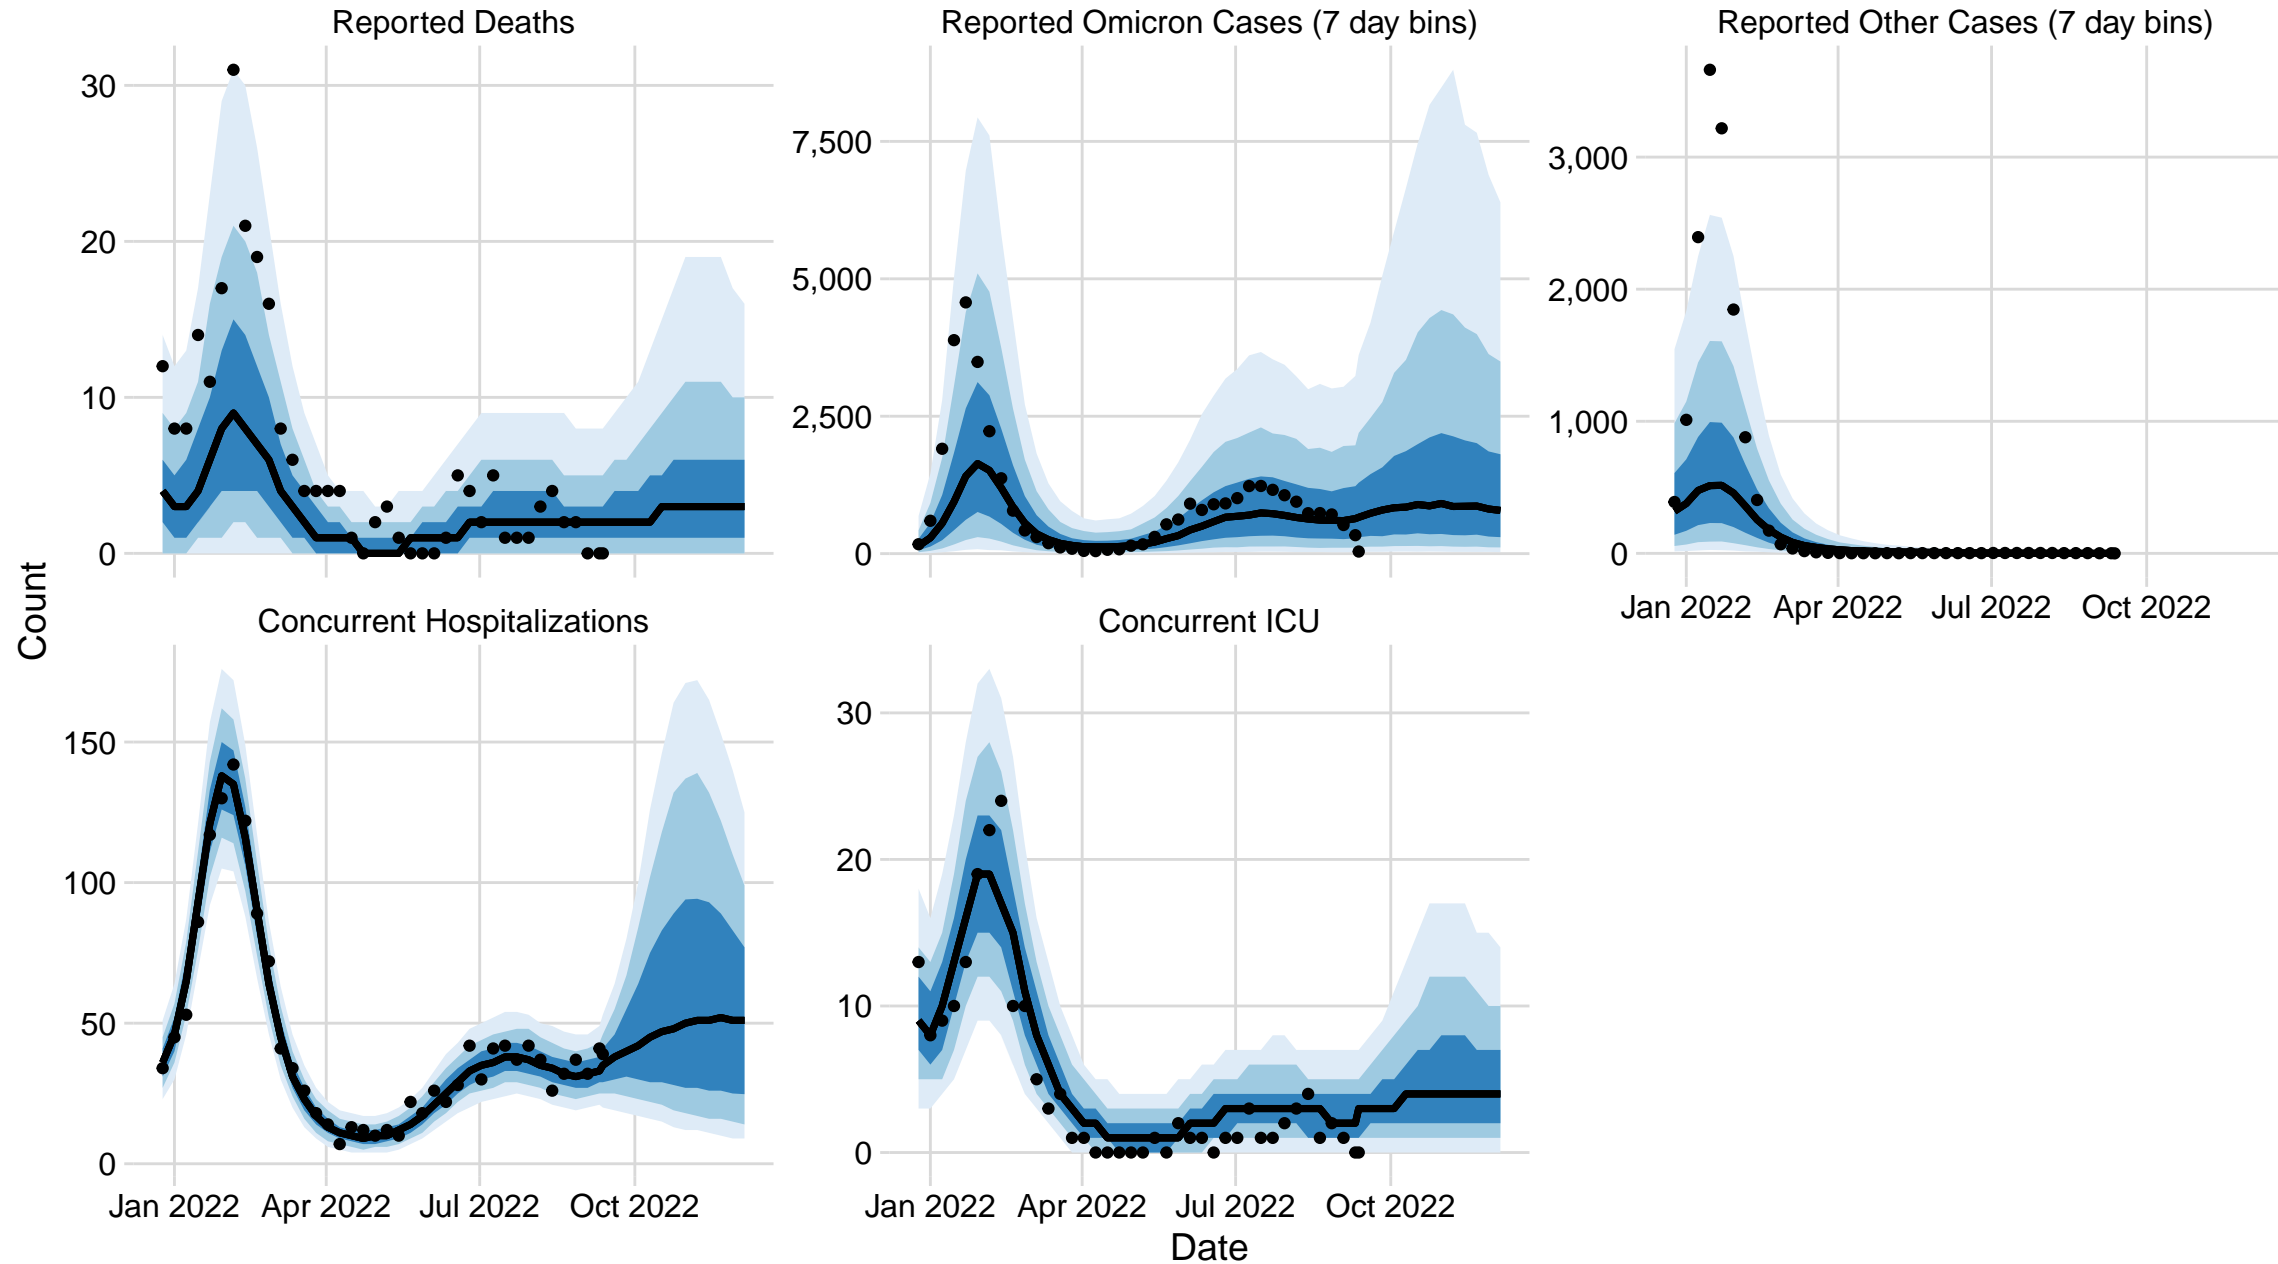 Reported Deaths
Reported Omicron Cases (7 day bins)
Reported Other Cases (7 day bins)
30
20
10
0
7,500
5,000
2,500
0
3,000
2,000
1,000
0
Jan 2022 Apr 2022 Jul 2022 Oct 2022
Count
Concurrent Hospitalizations
Concurrent ICU
150
100
50
0
30
20
10
0
Jan 2022 Apr 2022 Jul 2022 Oct 2022
Jan 2022 Apr 2022 Jul 2022 Oct 2022
Date